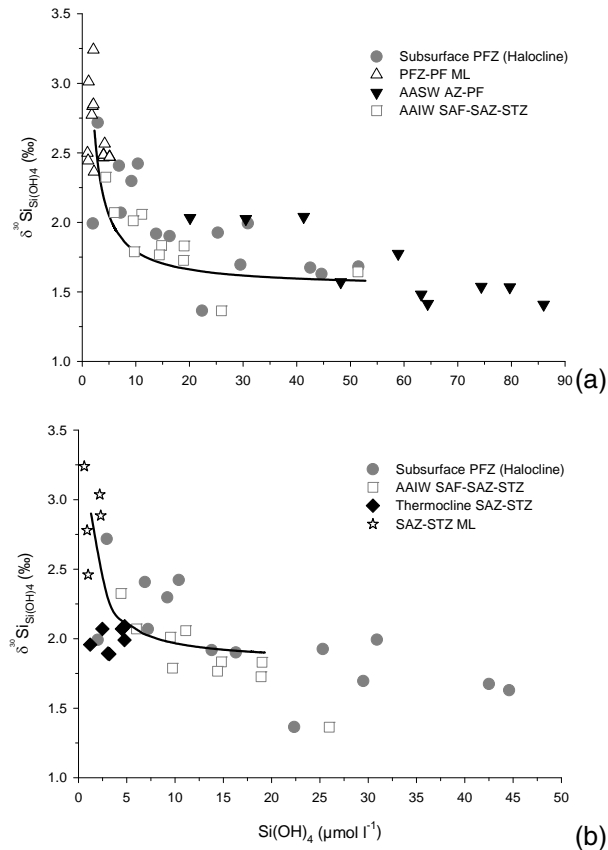 3.5
3.0
2.5
2.0
1.5
1.0
δ³⁰Si_Si(OH)4 (‰)
Subsurface PFZ (Halocline)
PFZ-PF ML
AASW AZ-PF
AAIW SAF-SAZ-STZ
0 10 20 30 40 50 60 70 80 90
(a)
3.5
3.0
2.5
2.0
1.5
1.0
δ³⁰Si_Si(OH)4 (‰)
Subsurface PFZ (Halocline)
AAIW SAF-SAZ-STZ
Thermocline SAZ-STZ
SAZ-STZ ML
0 5 10 15 20 25 30 35 40 45 50
Si(OH)₄ (µmol l⁻¹)
(b)